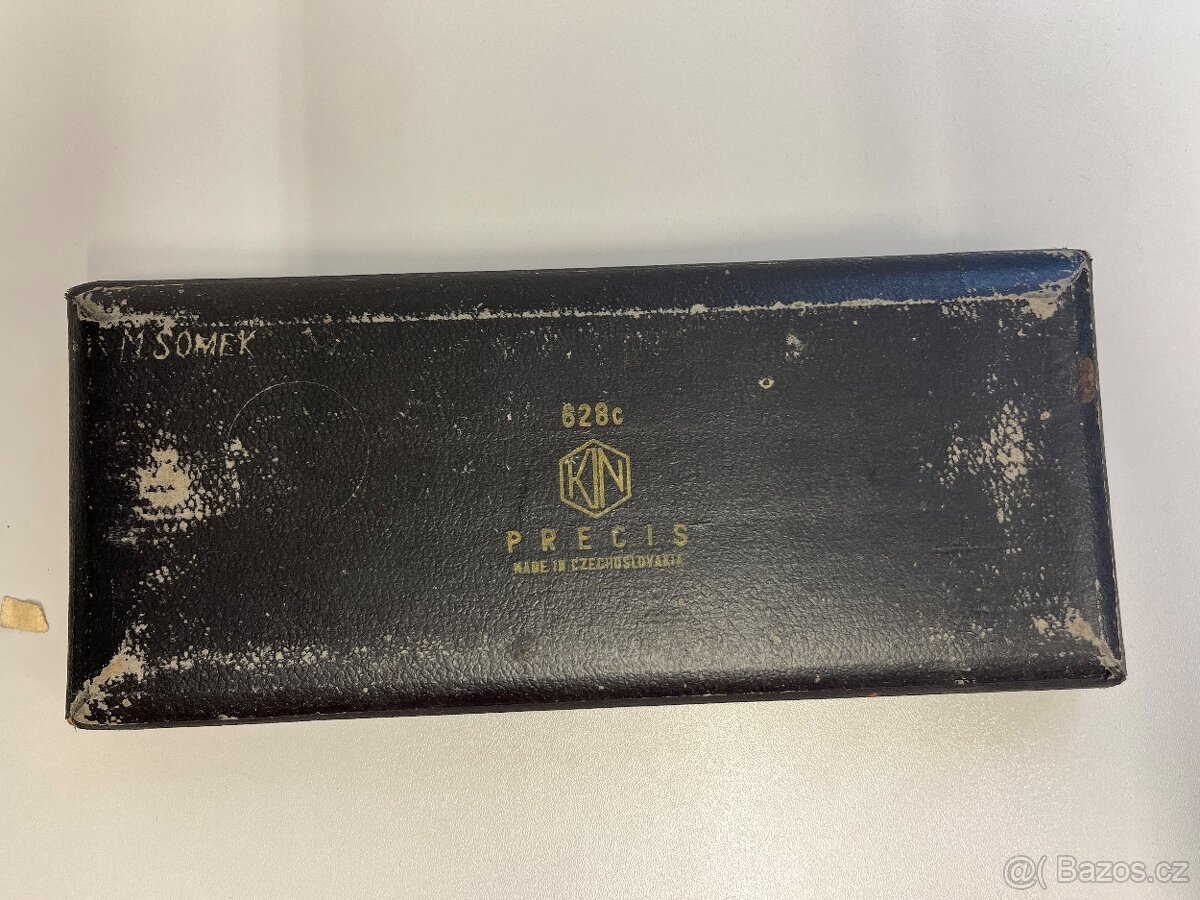 M SOMEK
628c
KIN
PRECIS
MADE IN CZECHOSLOVAKIA
@( Bazos.cz